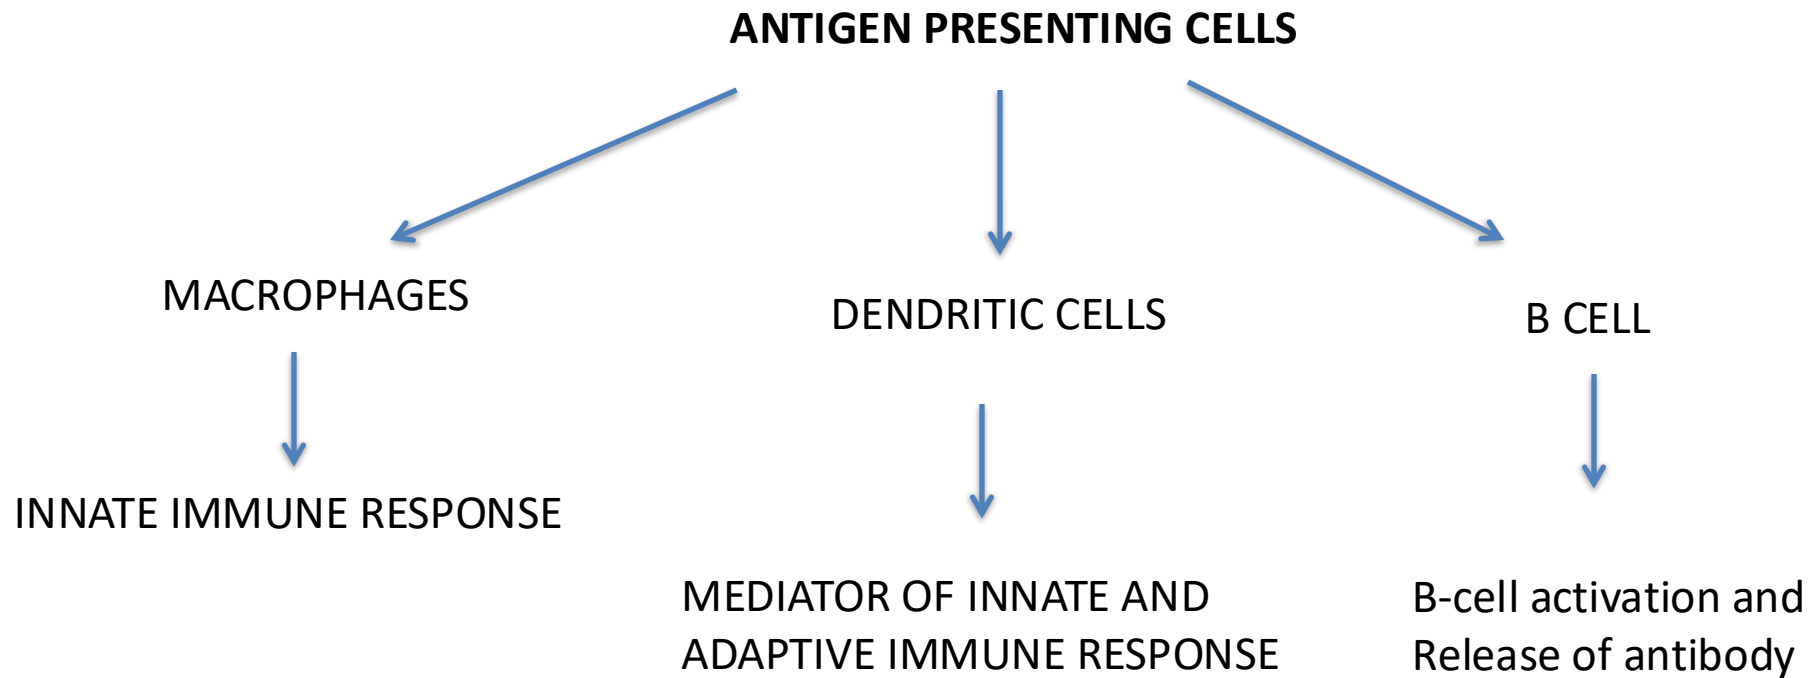 ANTIGEN PRESENTING CELLS
MACROPHAGES
DENDRITIC CELLS
B CELL
INNATE IMMUNE RESPONSE
MEDIATOR OF INNATE AND
ADAPTIVE IMMUNE RESPONSE
B-cell activation and
Release of antibody